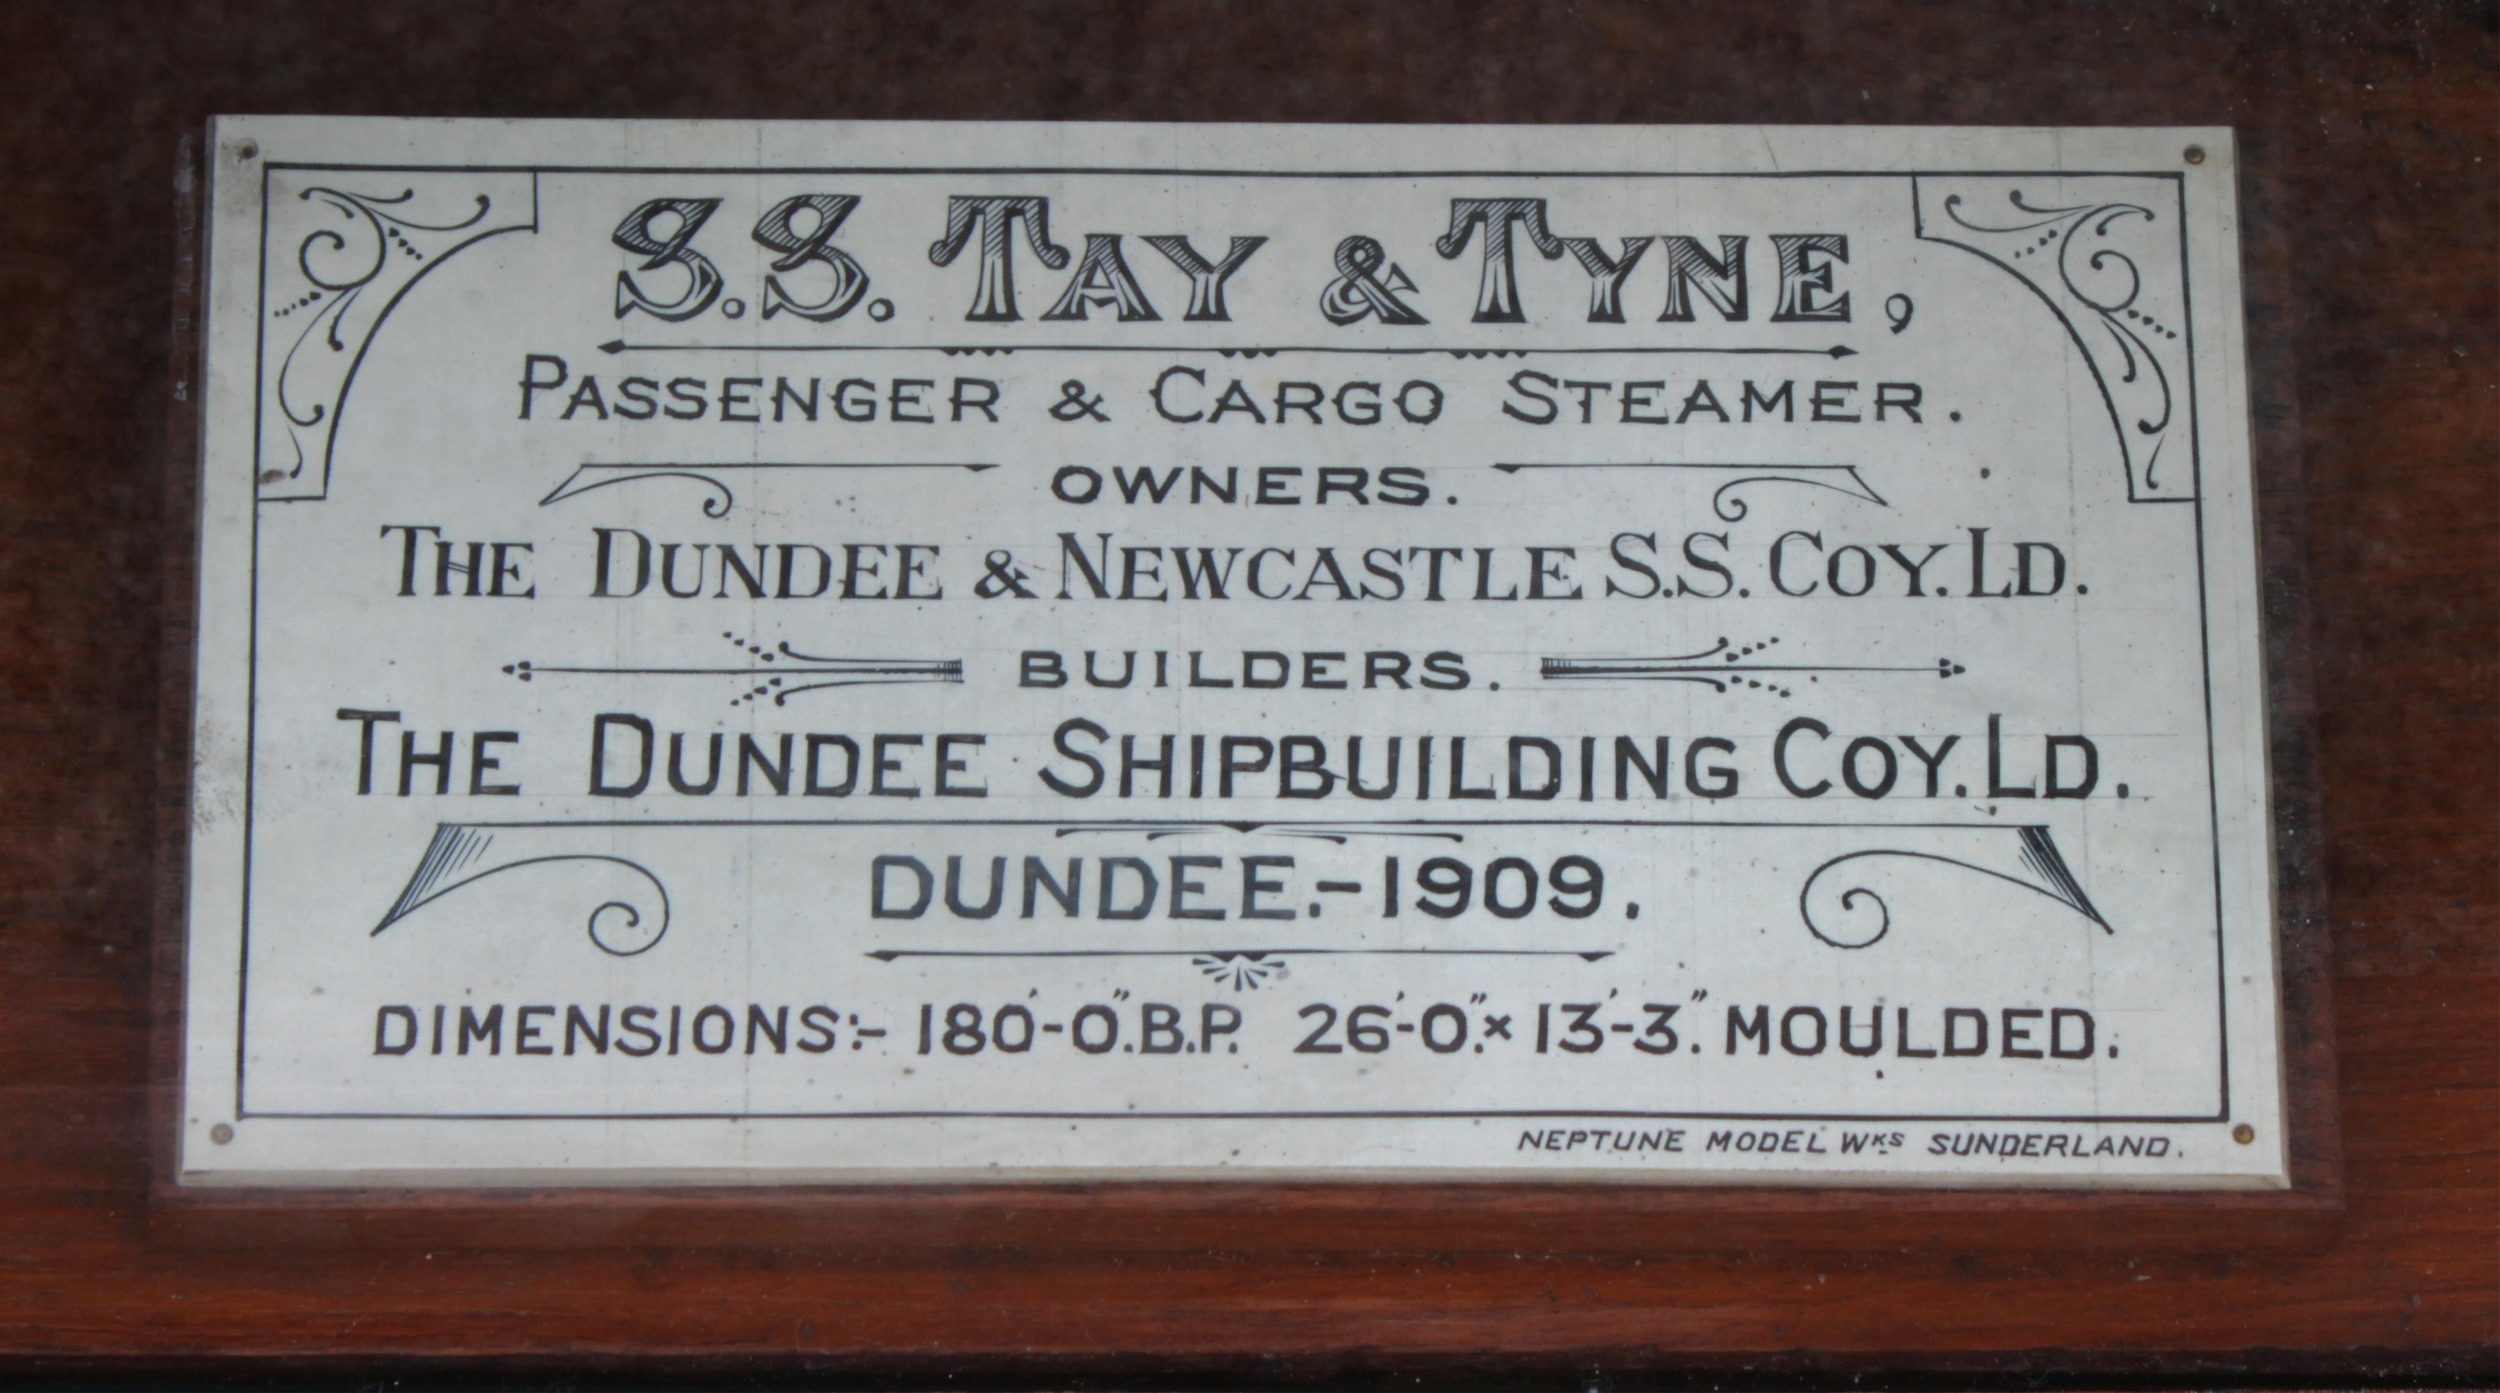 S.S. TAY & TYNE,
PASSENGER & CARGO STEAMER.
OWNERS.
THE DUNDEE & NEWCASTLE S.S. COY. LD.
BUILDERS.
THE DUNDEE SHIPBUILDING COY. LD.
DUNDEE.-1909.
DIMENSIONS:- 180'-0".B.P. 26'-0".× 13'-3". MOULDED.
NEPTUNE MODEL WKS SUNDERLAND.